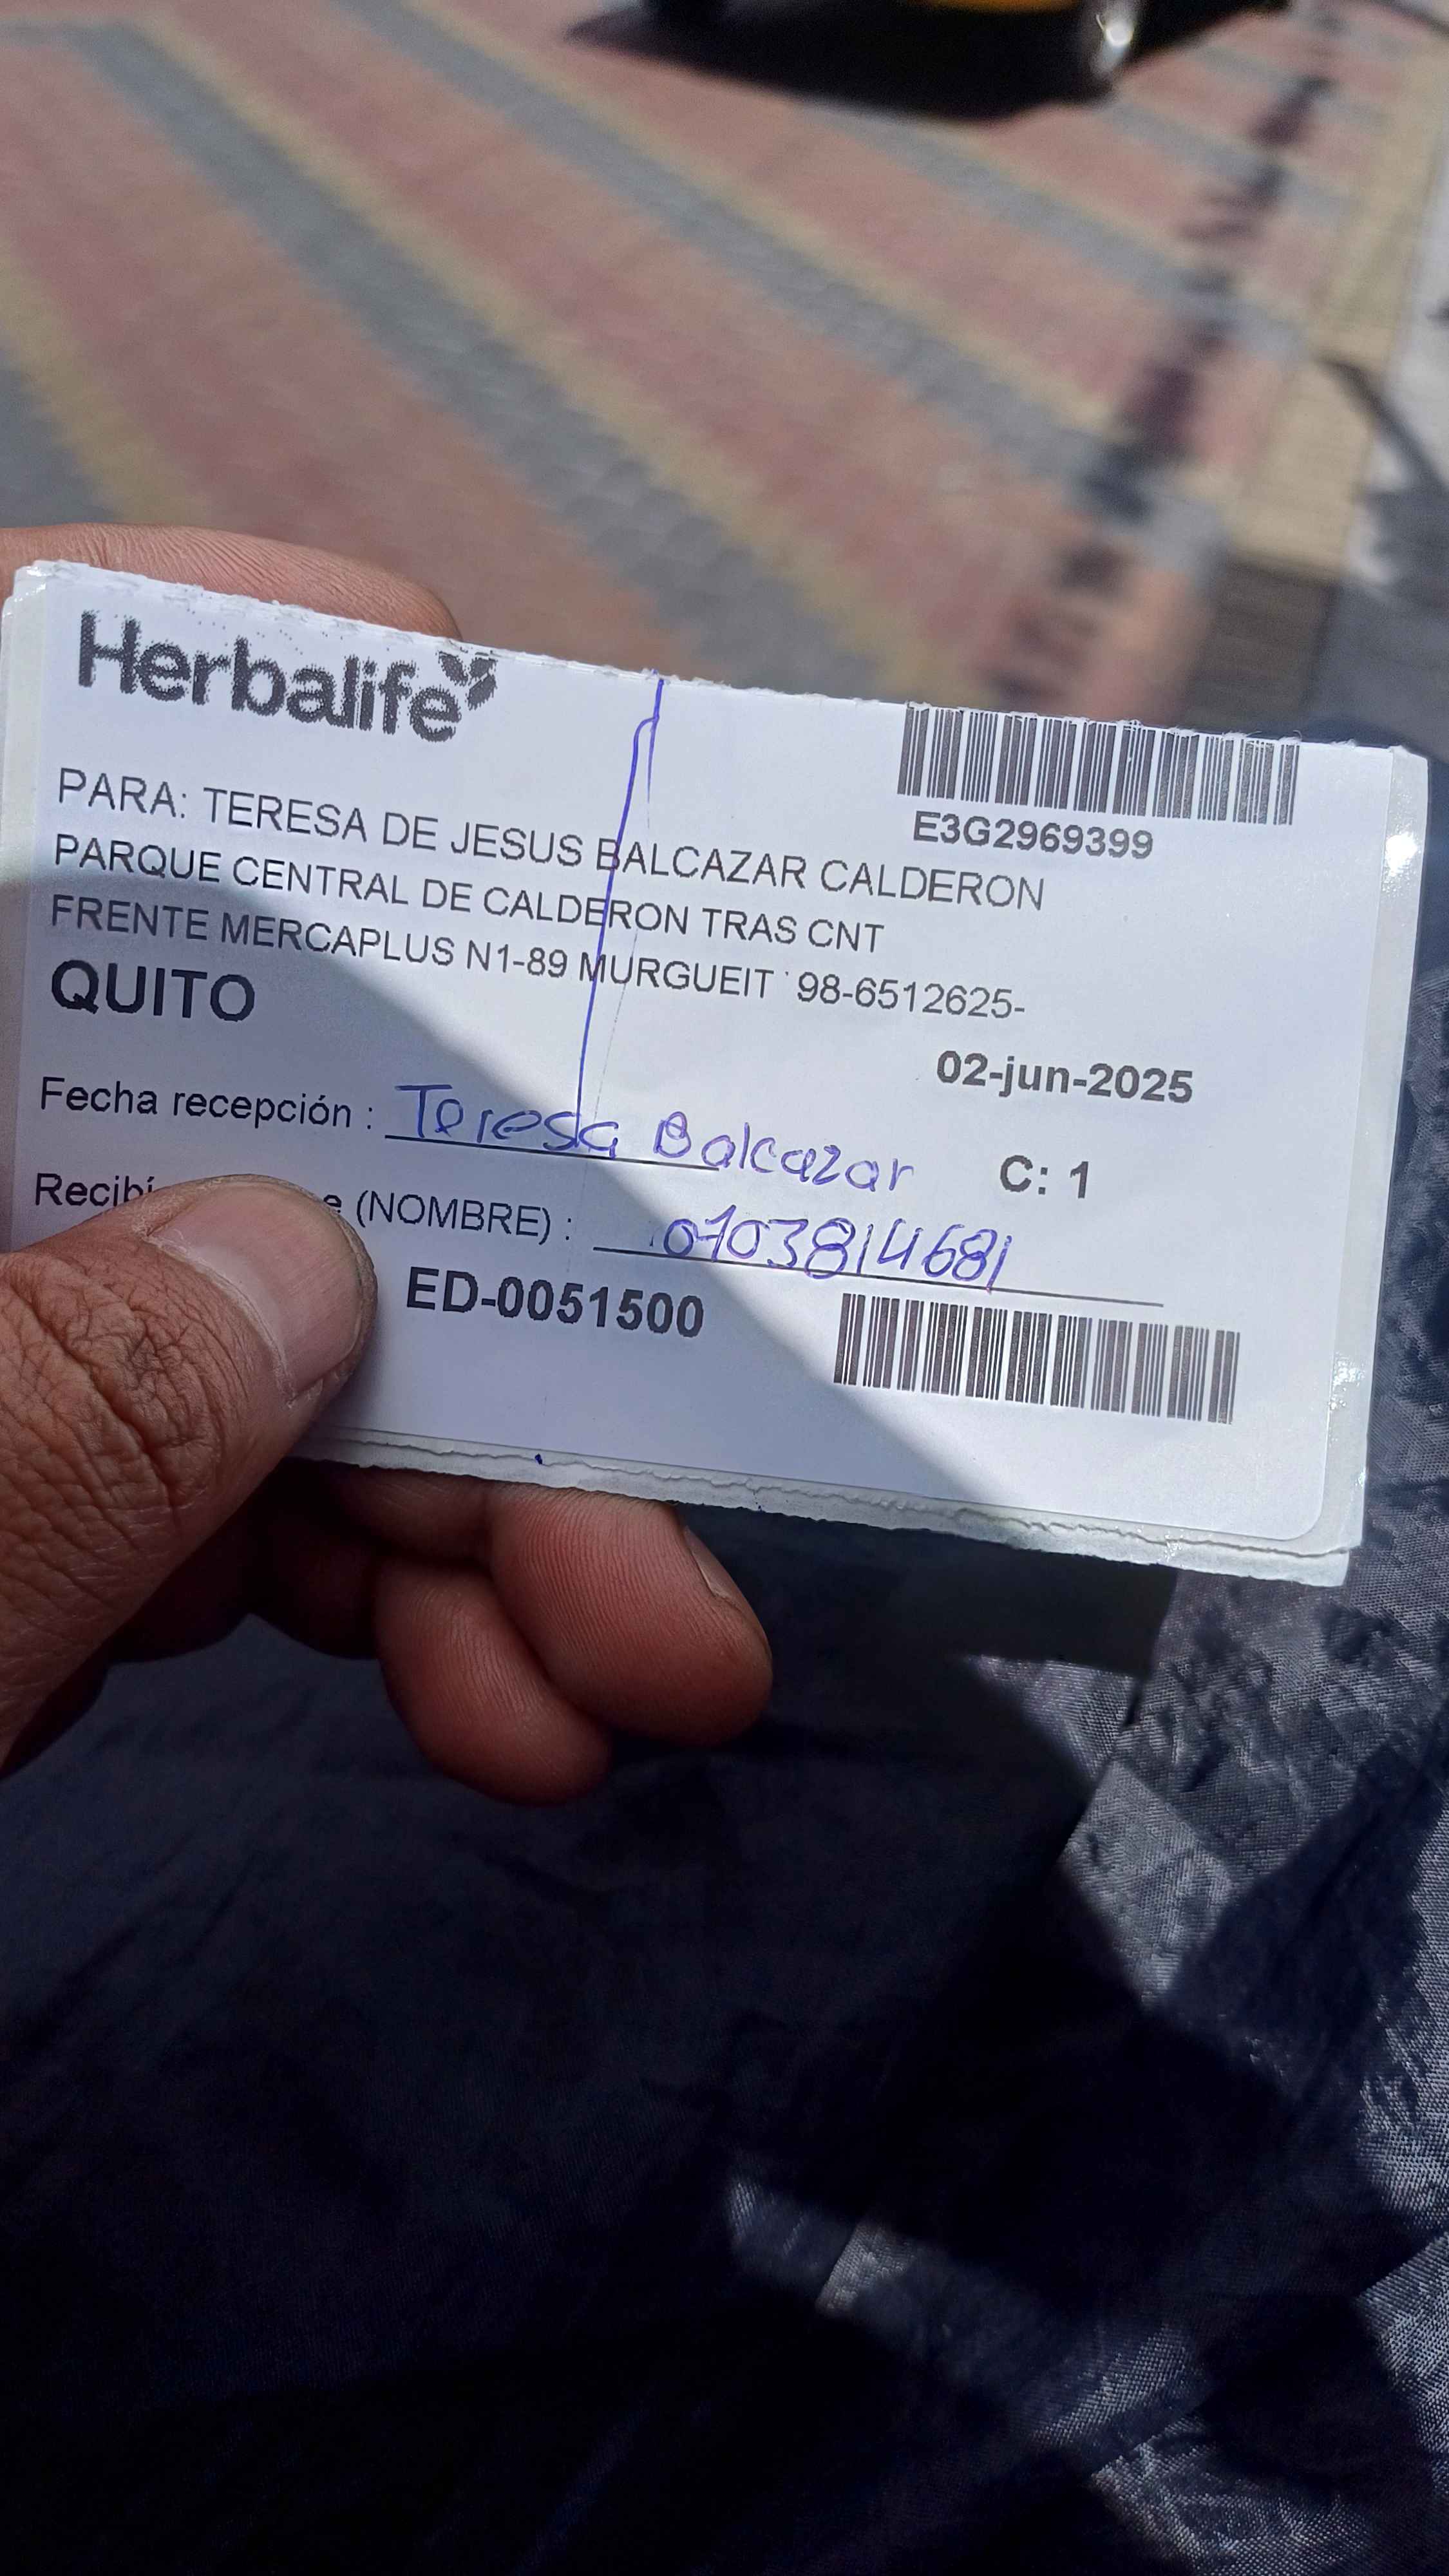 Herbalife
E3G2969399
PARA: TERESA DE JESUS BALCAZAR CALDERON
PARQUE CENTRAL DE CALDERON TRAS CNT
FRENTE MERCAPLUS N1-89 MURGUEIT 98-6512625-
QUITO
02-jun-2025
Fecha recepción : Teresa Balcazar
C: 1
(NOMBRE) : 0703814681
ED-0051500